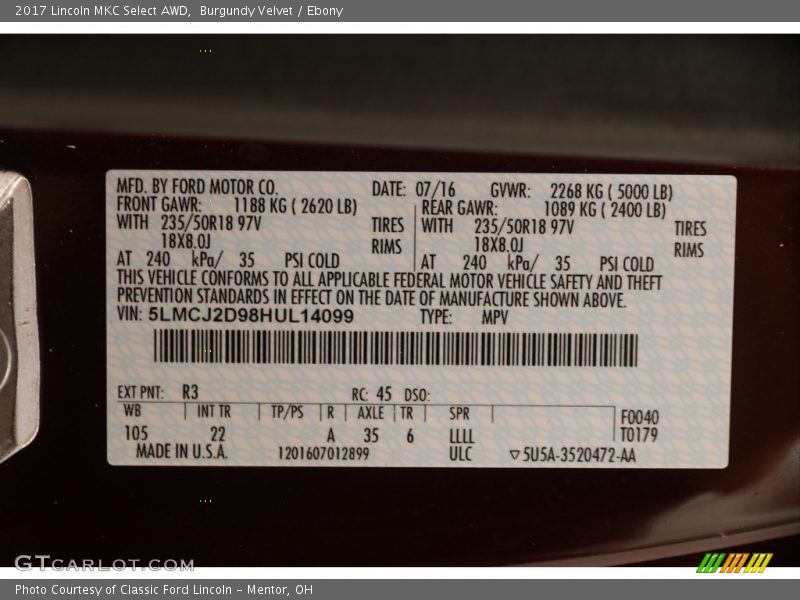 2017 Lincoln MKC Select AWD,  Burgundy Velvet / Ebony
MFD. BY FORD MOTOR CO. DATE: 07/16 GVWR: 2268 KG ( 5000 LB)
FRONT GAWR: 1188 KG ( 2620 LB) REAR GAWR: 1089 KG ( 2400 LB)
WITH 235/50R18 97V TIRES WITH 235/50R18 97V TIRES
18X8.0J RIMS 18X8.0J RIMS
AT 240 kPa/ 35 PSI COLD AT 240 kPa/ 35 PSI COLD
THIS VEHICLE CONFORMS TO ALL APPLICABLE FEDERAL MOTOR VEHICLE SAFETY AND THEFT
PREVENTION STANDARDS IN EFFECT ON THE DATE OF MANUFACTURE SHOWN ABOVE.
VIN: 5LMCJ2D98HUL14099 TYPE: MPV
EXT PNT: R3 RC: 45 DSO:
WB INT TR TP/PS R AXLE TR SPR F0040
105 22 A 35 6 LLLL T0179
MADE IN U.S.A. 1201607012899 ULC ▽5U5A-3520472-AA
GTCARLOT.COM
Photo Courtesy of Classic Ford Lincoln - Mentor, OH